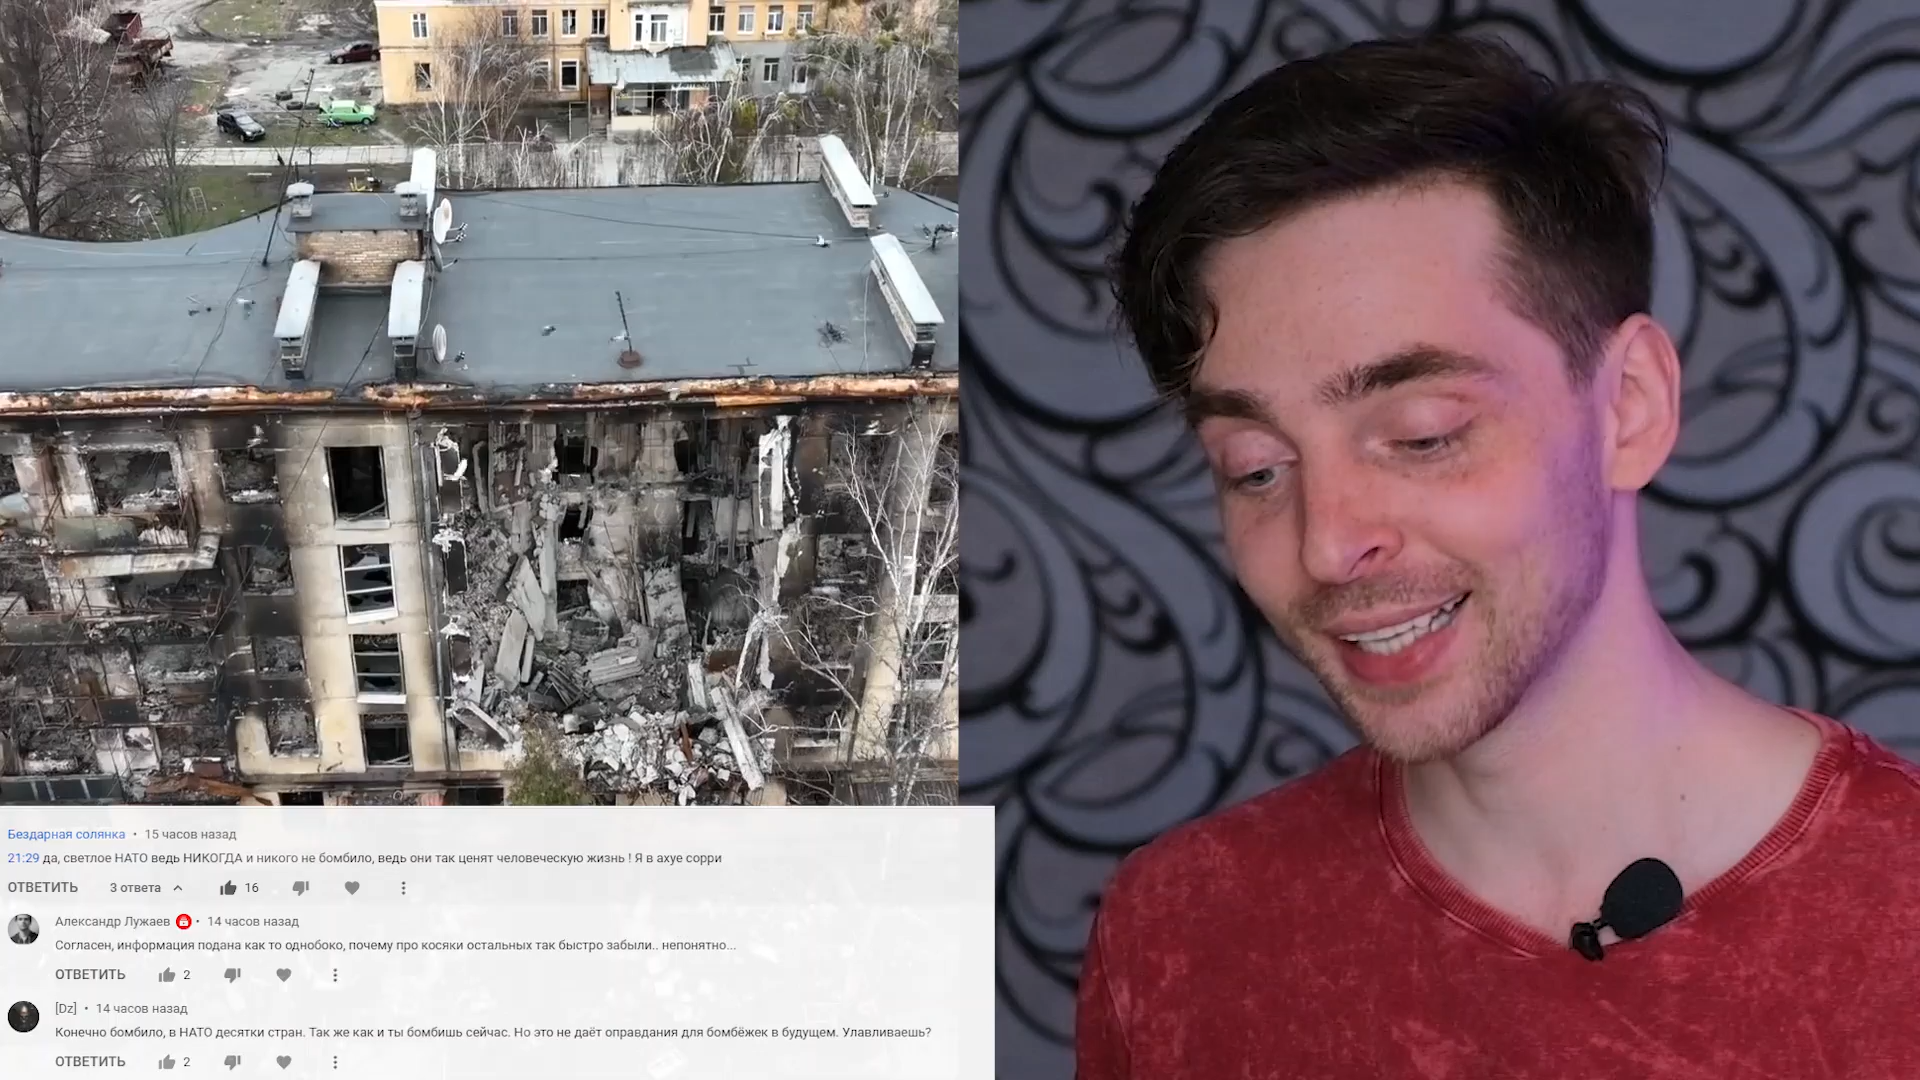 Бездарная солянка • 15 часов назад
21:29 да, светлое НАТО ведь НИКОГДА и никого не бомбило, ведь они так ценят человеческую жизнь ! Я в ахуе сорри
ОТВЕТИТЬ 3 ответа 16
Александр Лужаев • 14 часов назад
Согласен, информация подана как то однобоко, почему про косяки остальных так быстро забыли.. непонятно...
ОТВЕТИТЬ 2
[Dz] • 14 часов назад
Конечно бомбило, в НАТО десятки стран. Так же как и ты бомбишь сейчас. Но это не даёт оправдания для бомбёжек в будущем. Улавливаешь?
ОТВЕТИТЬ 2